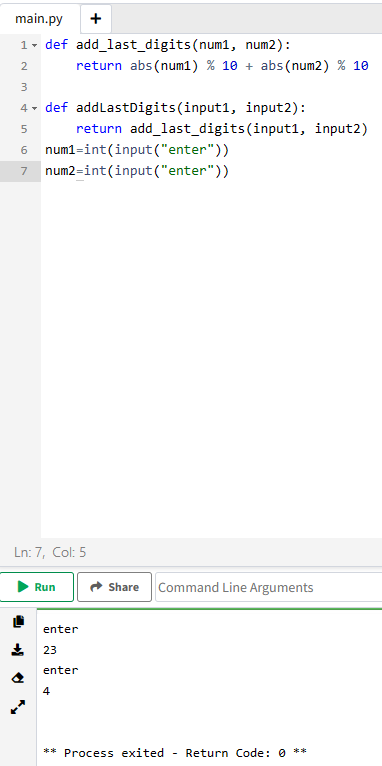 main.py +
1 def add_last_digits(num1, num2):
2     return abs(num1) % 10 + abs(num2) % 10
3
4 def addLastDigits(input1, input2):
5     return add_last_digits(input1, input2)
6 num1=int(input("enter"))
7 num2=int(input("enter"))
Ln: 7, Col: 5
Run Share Command Line Arguments
enter
23
enter
4
** Process exited - Return Code: 0 **